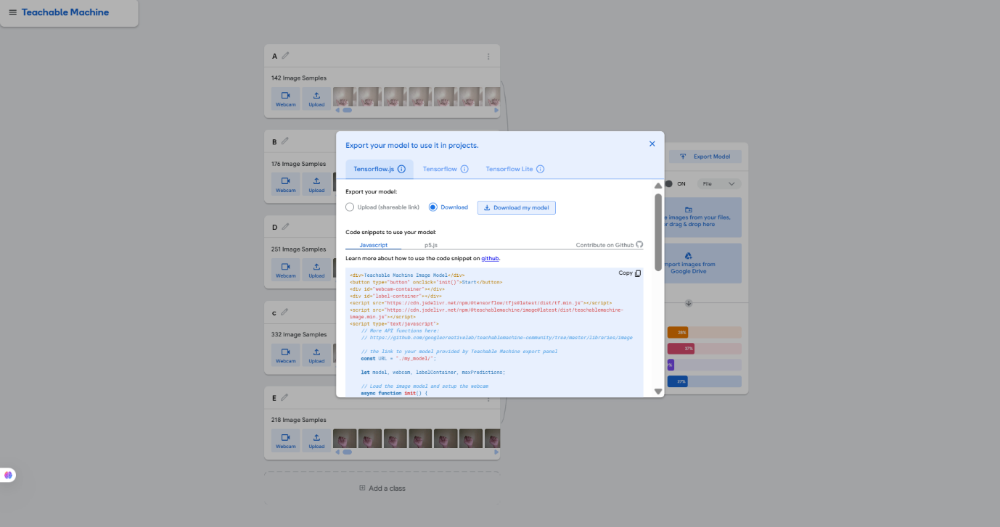 Teachable Machine
A
142 Image Samples
Webcam
Upload
B
176 Image Samples
Webcam
Upload
D
251 Image Samples
Webcam
Upload
C
332 Image Samples
Webcam
Upload
E
218 Image Samples
Webcam
Upload
Add a class
Export your model to use it in projects.
Tensorflow.js
Tensorflow
Tensorflow Lite
Export your model:
Upload (shareable link)
Download
Download my model
Code snippets to use your model:
Javascript
p5.js
Contribute on Github
Learn more about how to use the code snippet on github.
Copy
<div>Teachable Machine Image Model</div>
<button type="button" onclick="init()">Start</button>
<div id="webcam-container"></div>
<div id="label-container"></div>
<script src="https://cdn.jsdelivr.net/npm/@tensorflow/tfjs@latest/dist/tf.min.js"></script>
<script src="https://cdn.jsdelivr.net/npm/@teachablemachine/image@latest/dist/teachablemachine-
image.min.js"></script>
<script type="text/javascript">
// More API functions here:
// https://github.com/googlecreativelab/teachablemachine-community/tree/master/libraries/image
// the link to your model provided by Teachable Machine export panel
const URL = "./my_model/";
let model, webcam, labelContainer, maxPredictions;
// Load the image model and setup the webcam
async function init() {
Export Model
ON
File
images from your files,
drag & drop here
images from
Google Drive
28%
37%
27%